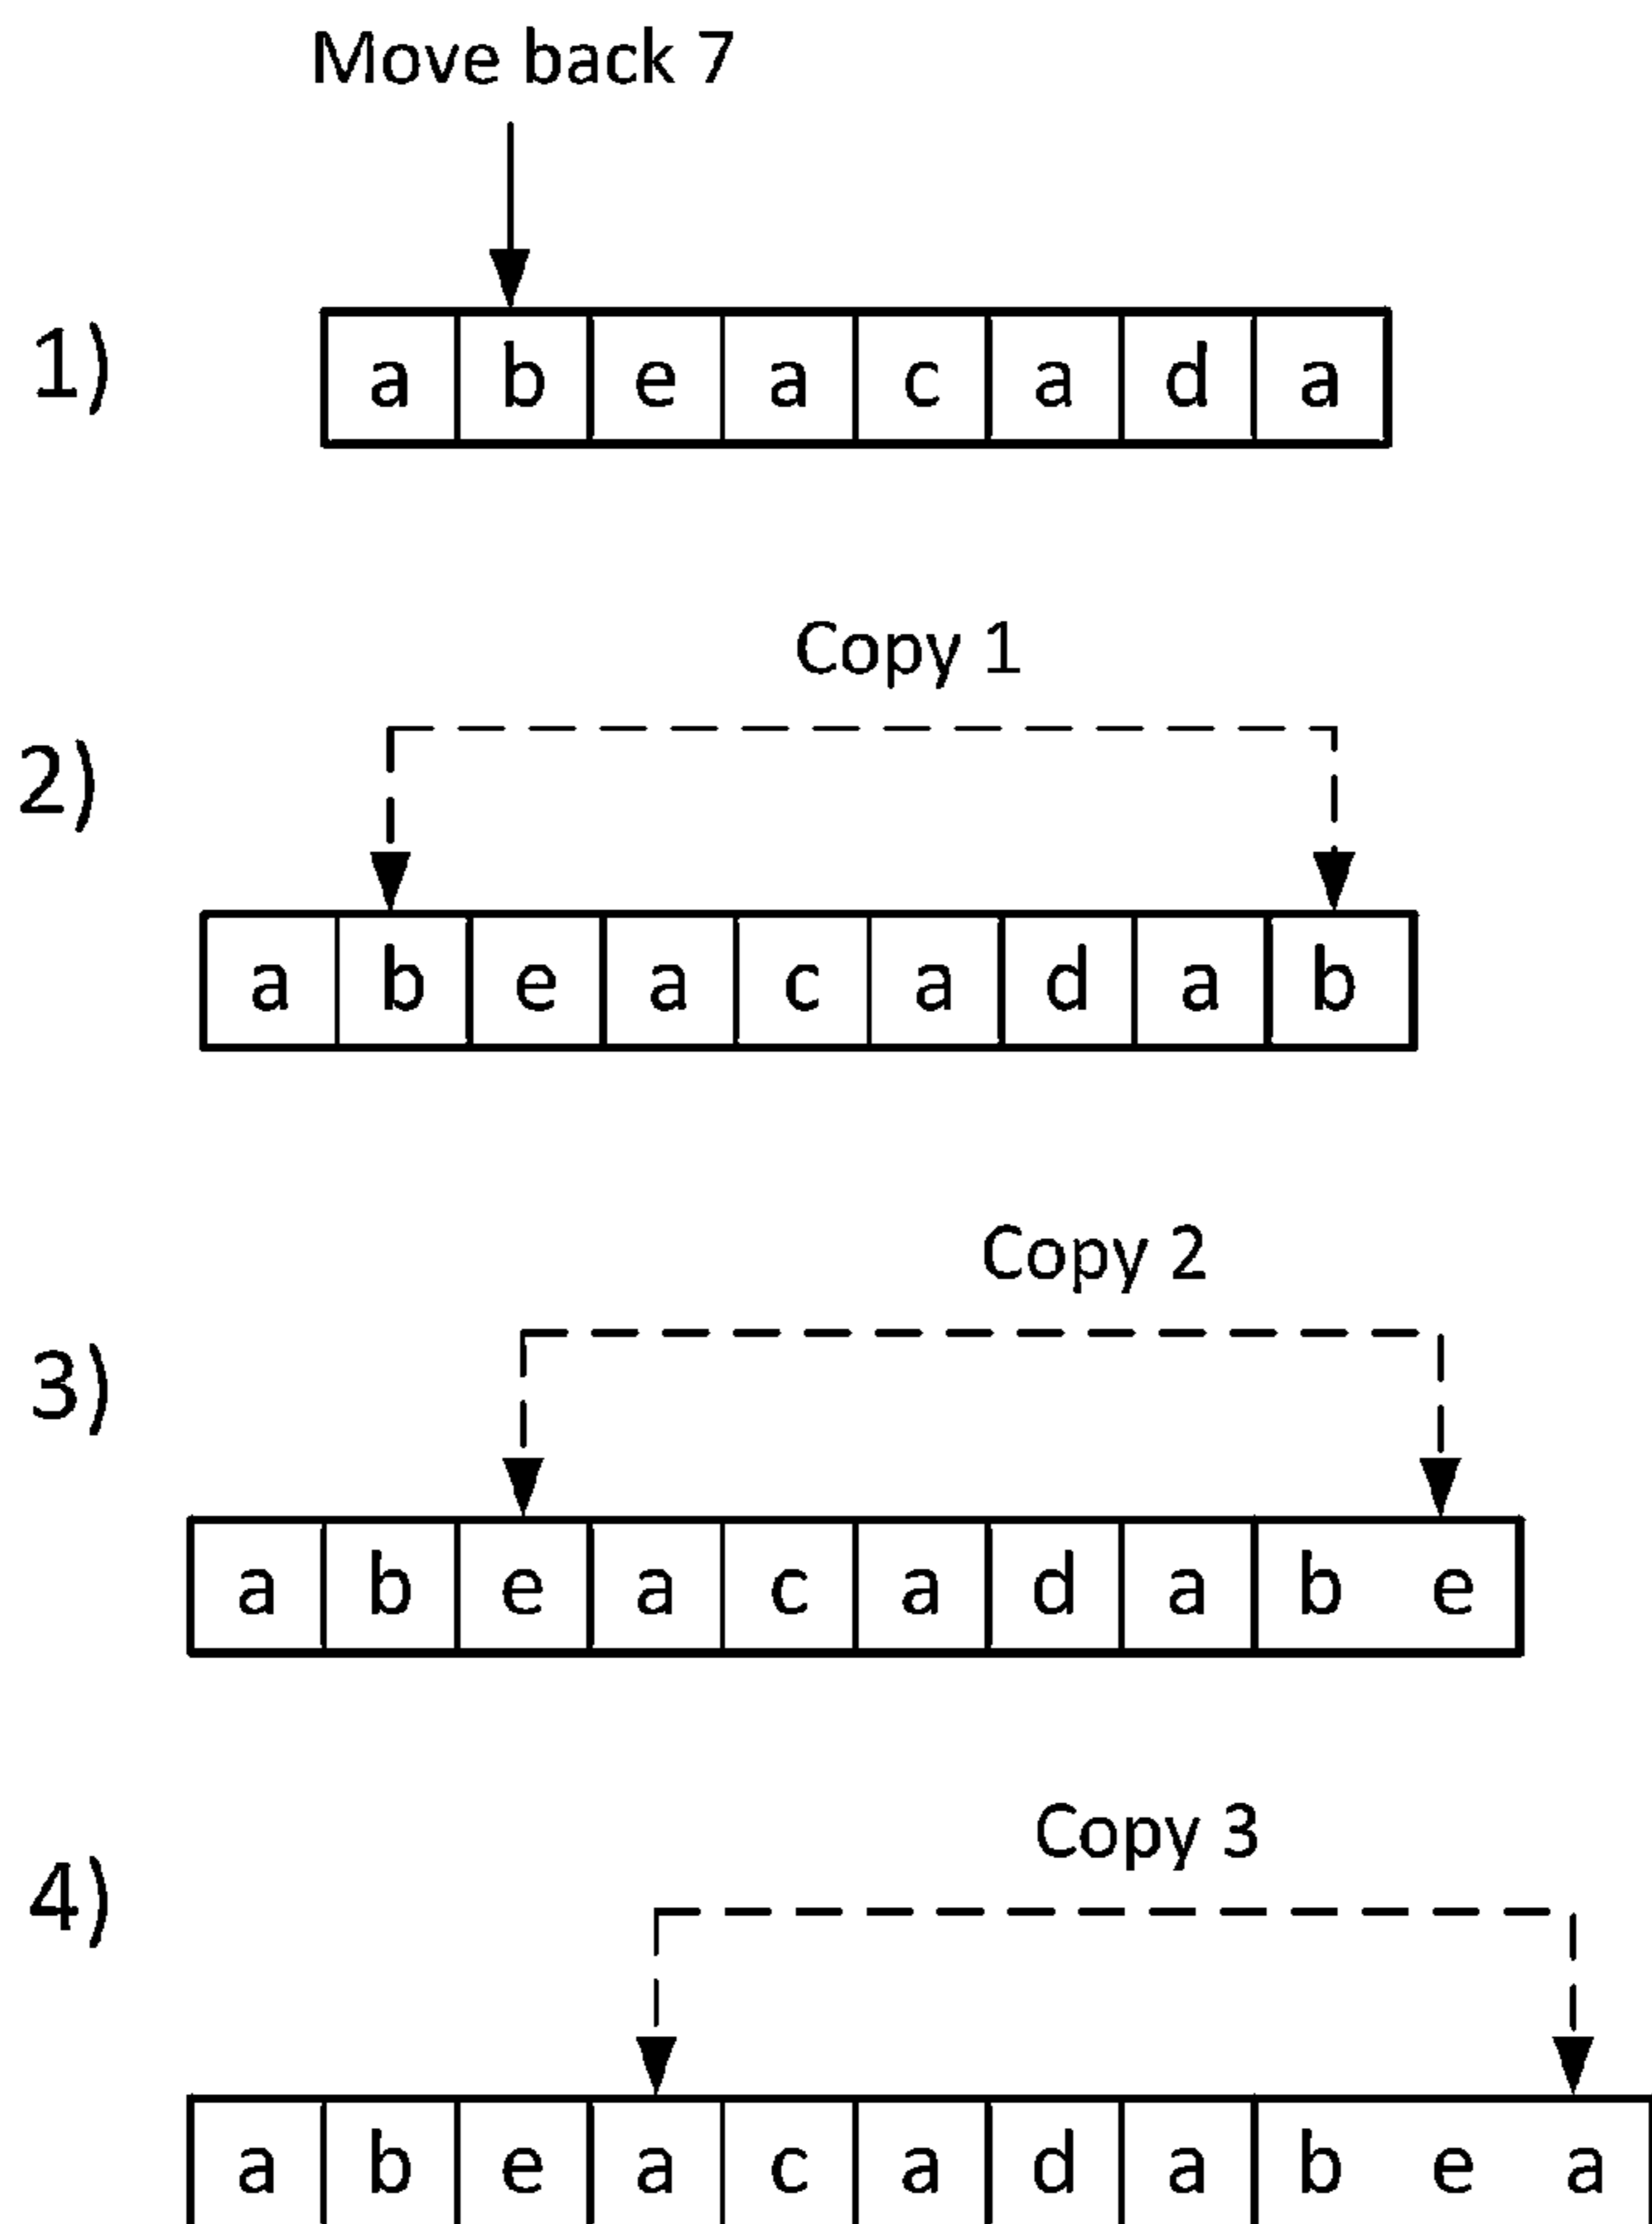 Move back 7
1) a b e a c a d a
Copy 1
2)
a b e a c a d a b
Copy 2
3)
a b e a c a d a b e
Copy 3
4)
a b e a c a d a b e a